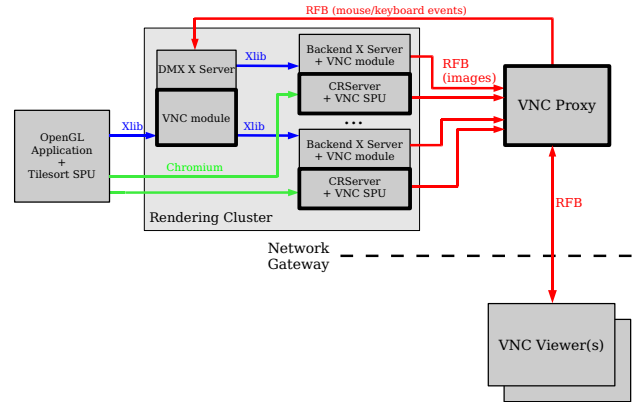 RFB (mouse/keyboard events)
Rendering Cluster
DMX X Server
VNC module
Xlib
Xlib
Xlib
Backend X Server
+ VNC module
CRServer
+ VNC SPU
...
Backend X Server
+ VNC module
CRServer
+ VNC SPU
RFB
(images)
VNC Proxy
OpenGL
Application
+
Tilesort SPU
Chromium
RFB
Network
Gateway
VNC Viewer(s)